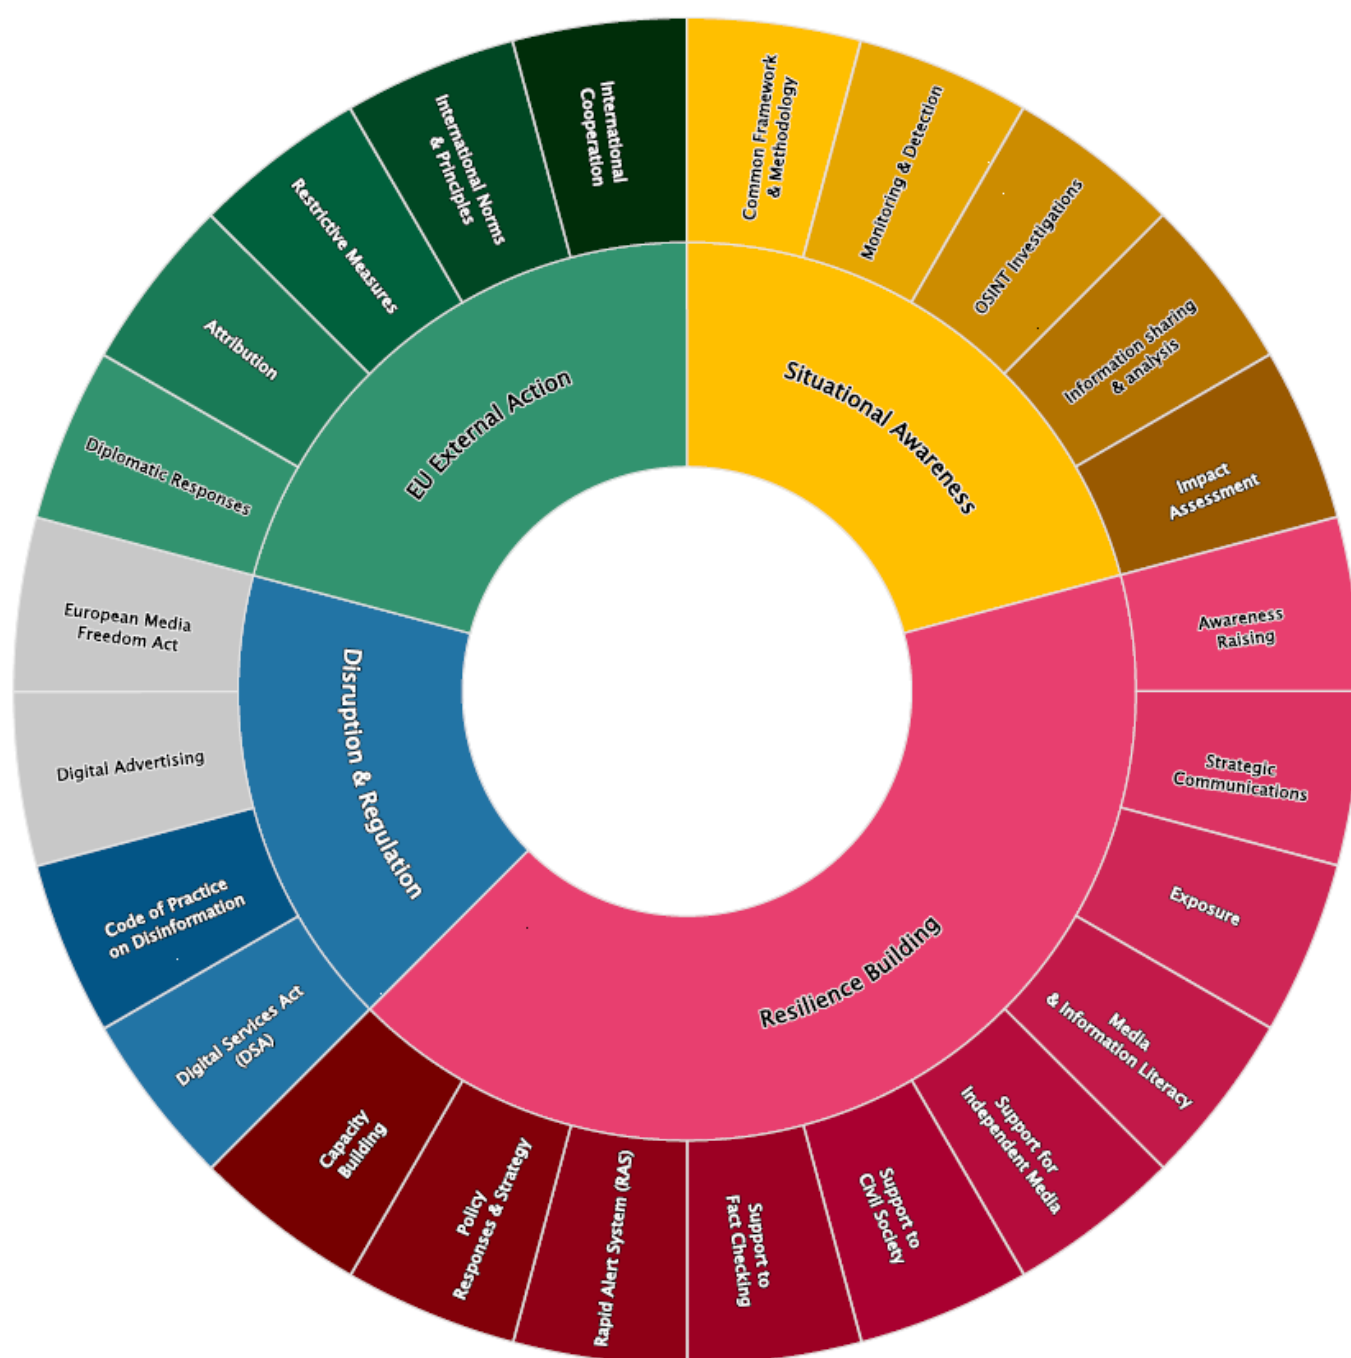 Situational Awareness
Common Framework
& Methodology
Monitoring & Detection
OSINT Investigations
Information sharing
& analysis
Impact
Assessment
Resilience Building
Awareness
Raising
Strategic
Communications
Exposure
Media
& Information Literacy
Support for
Independent Media
Support to
Civil Society
Support to
Fact Checking
Rapid Alert System (RAS)
Policy
Responses & Strategy
Capacity
Building
Disruption & Regulation
Digital Services Act
(DSA)
Code of Practice
on Disinformation
Digital Advertising
European Media
Freedom Act
EU External Action
Diplomatic Responses
Attribution
Restrictive Measures
International Norms
& Principles
International
Cooperation